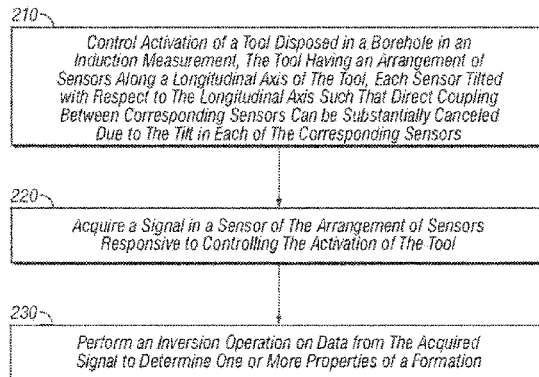 210
Control Activation of a Tool Disposed in a Borehole in an
Induction Measurement, The Tool Having an Arrangement of
Sensors Along a Longitudinal Axis of The Tool, Each Sensor Tilted
with Respect to The Longitudinal Axis Such That Direct Coupling
Between Corresponding Sensors Can be Substantially Canceled
Due to The Tilt in Each of The Corresponding Sensors
220
Acquire a Signal in a Sensor of The Arrangement of Sensors
Responsive to Controlling The Activation of The Tool
230
Perform an Inversion Operation on Data from The Acquired
Signal to Determine One or More Properties of a Formation